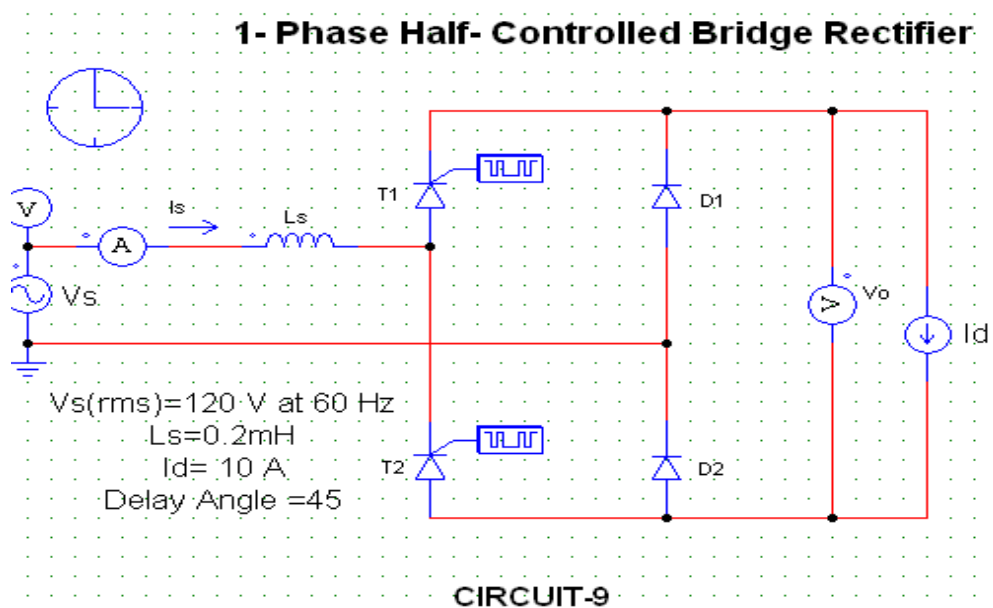 1- Phase Half- Controlled Bridge Rectifier
T1
D1
V
Is
Ls
A
Vs
V
Vo
Id
Vs(rms)=120 V at 60 Hz
Ls=0.2mH
Id= 10 A
Delay Angle =45
T2
D2
CIRCUIT-9